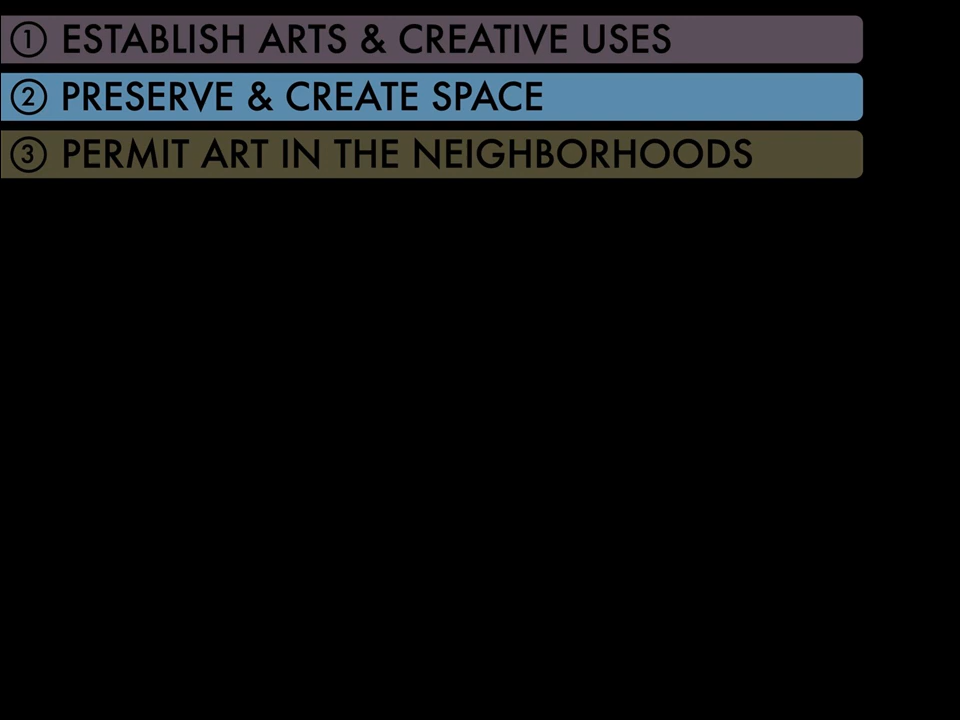 ① ESTABLISH ARTS & CREATIVE USES
② PRESERVE & CREATE SPACE
③ PERMIT ART IN THE NEIGHBORHOODS